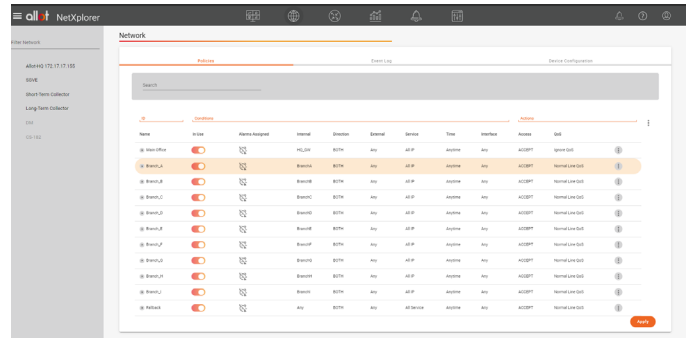 allot NetXplorer
Filter Network
Network
AllotHQ 172.17.17.155
SGVE
Short-Term Collector
Long-Term Collector
Policies Event Log Device Configuration
Search
ID Conditions Actions
Name In Use Alarms Assigned Internal Direction External Service Time Interface Access QoS
Main Office HQ_GW BOTH Any All IP Anytime Any ACCEPT Ignore QoS
Branch_A BranchA BOTH Any All IP Anytime Any ACCEPT Normal Line QoS
Branch_B BranchB BOTH Any All IP Anytime Any ACCEPT Normal Line QoS
Branch_C BranchC BOTH Any All IP Anytime Any ACCEPT Normal Line QoS
Branch_D BranchD BOTH Any All IP Anytime Any ACCEPT Normal Line QoS
Branch_E BranchE BOTH Any All IP Anytime Any ACCEPT Normal Line QoS
Branch_F BranchF BOTH Any All IP Anytime Any ACCEPT Normal Line QoS
Branch_G BranchG BOTH Any All IP Anytime Any ACCEPT Normal Line QoS
Branch_H BranchH BOTH Any All IP Anytime Any ACCEPT Normal Line QoS
Branch_I BranchI BOTH Any All IP Anytime Any ACCEPT Normal Line QoS
Fallback Any BOTH Any All Service Anytime Any ACCEPT Normal Line QoS
Apply